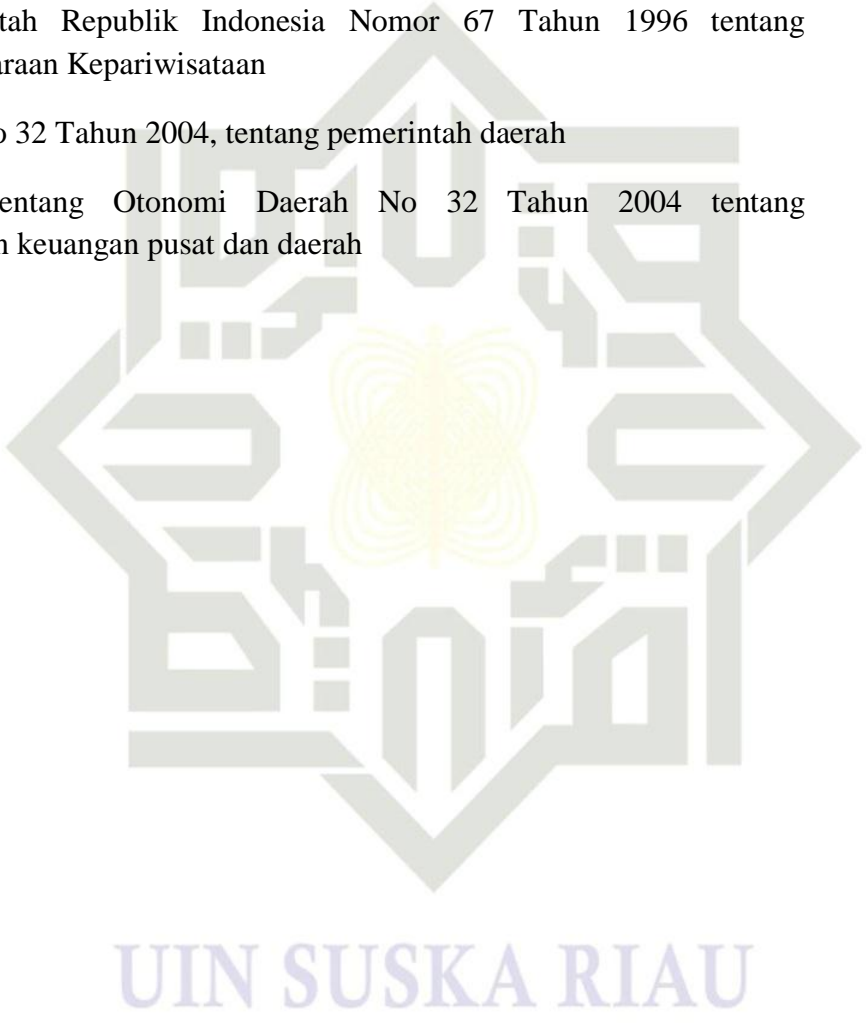 tah Republik Indonesia Nomor 67 Tahun 1996 tentang
araan Kepariwisataan
o 32 Tahun 2004, tentang pemerintah daerah
entang Otonomi Daerah No 32 Tahun 2004 tentang
n keuangan pusat dan daerah
UIN SUSKA RIAU